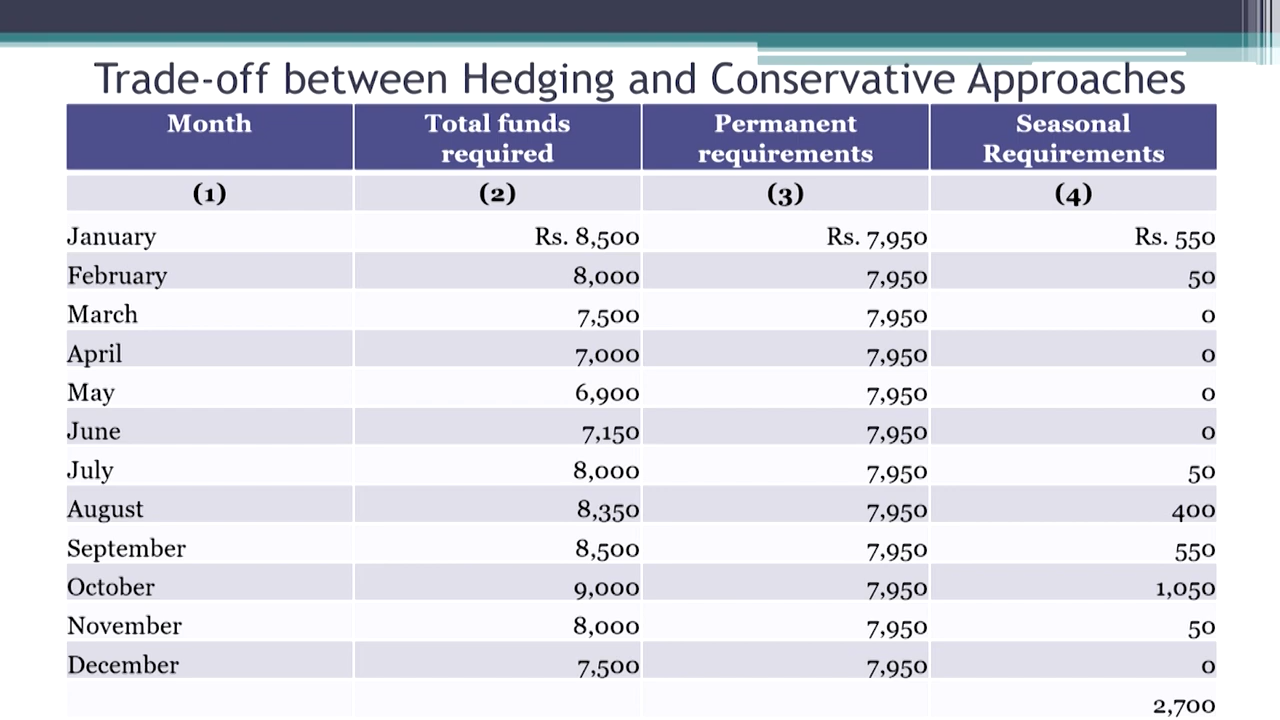 Trade-off between Hedging and Conservative Approaches
Month Total funds required Permanent requirements Seasonal Requirements
(1) (2) (3) (4)
January Rs. 8,500 Rs. 7,950 Rs. 550
February 8,000 7,950 50
March 7,500 7,950 0
April 7,000 7,950 0
May 6,900 7,950 0
June 7,150 7,950 0
July 8,000 7,950 50
August 8,350 7,950 400
September 8,500 7,950 550
October 9,000 7,950 1,050
November 8,000 7,950 50
December 7,500 7,950 0
2,700